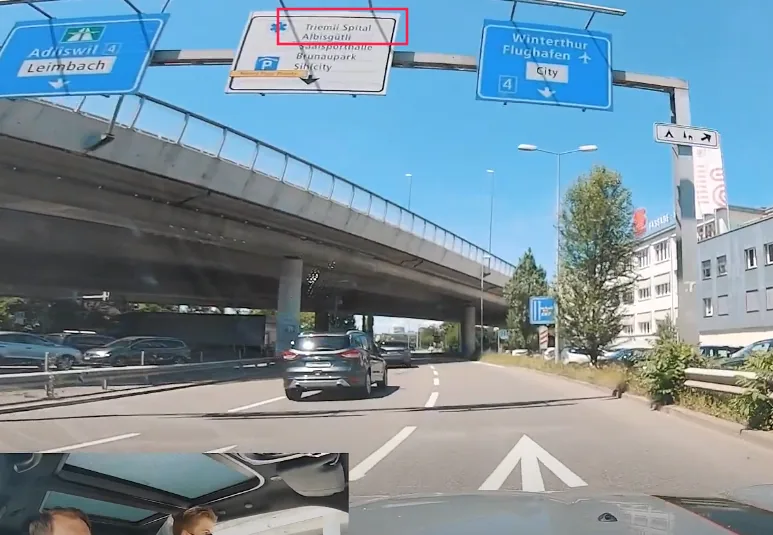 Adliswil 4
Leimbach
Triemli Spital
Albisgütli
Saalsporthalle
P Brunaupark
Sihlcity
Winterthur
Flughafen
City
4